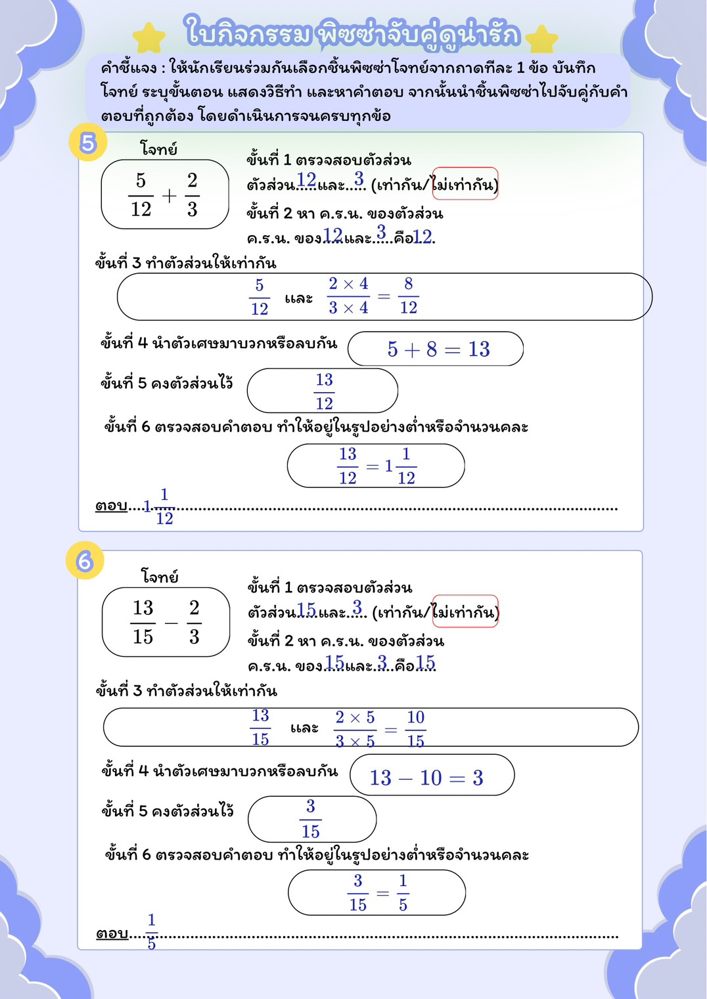 ใบกิจกรรม พิซซ่าจับคู่ดูน่ารัก
คำชี้แจง : ให้นักเรียนร่วมกันเลือกชิ้นพิซซ่าโจทย์จากถาดทีละ 1 ข้อ บันทึก
โจทย์ ระบุขั้นตอน แสดงวิธีทำ และหาคำตอบ จากนั้นนำชิ้นพิซซ่าไปจับคู่กับคำ
ตอบที่ถูกต้อง โดยดำเนินการจนครบทุกข้อ
5
โจทย์
5/12 + 2/3
ขั้นที่ 1 ตรวจสอบตัวส่วน
ตัวส่วน.12.และ.3. (เท่ากัน/ไม่เท่ากัน)
ขั้นที่ 2 หา ค.ร.น. ของตัวส่วน
ค.ร.น. ของ.12.และ.3.คือ.12.
ขั้นที่ 3 ทำตัวส่วนให้เท่ากัน
5/12 และ (2 × 4)/(3 × 4) = 8/12
ขั้นที่ 4 นำตัวเศษมาบวกหรือลบกัน 5 + 8 = 13
ขั้นที่ 5 คงตัวส่วนไว้ 13/12
ขั้นที่ 6 ตรวจสอบคำตอบ ทำให้อยู่ในรูปอย่างต่ำหรือจำนวนคละ
13/12 = 1 1/12
ตอบ....1 1/12....
6
โจทย์
13/15 − 2/3
ขั้นที่ 1 ตรวจสอบตัวส่วน
ตัวส่วน.15.และ.3. (เท่ากัน/ไม่เท่ากัน)
ขั้นที่ 2 หา ค.ร.น. ของตัวส่วน
ค.ร.น. ของ.15.และ.3.คือ.15.
ขั้นที่ 3 ทำตัวส่วนให้เท่ากัน
13/15 และ (2 × 5)/(3 × 5) = 10/15
ขั้นที่ 4 นำตัวเศษมาบวกหรือลบกัน 13 − 10 = 3
ขั้นที่ 5 คงตัวส่วนไว้ 3/15
ขั้นที่ 6 ตรวจสอบคำตอบ ทำให้อยู่ในรูปอย่างต่ำหรือจำนวนคละ
3/15 = 1/5
ตอบ....1/5....